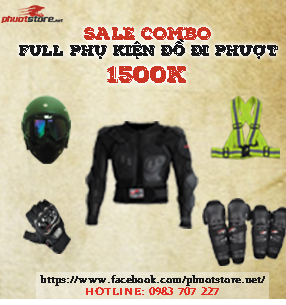 phuotstore.net
SALE COMBO
FULL PHỤ KIỆN ĐỒ ĐI PHƯỢT
1500K
https://www.facebook.com/phuotstore.net/
HOTLINE: 0983 707 227